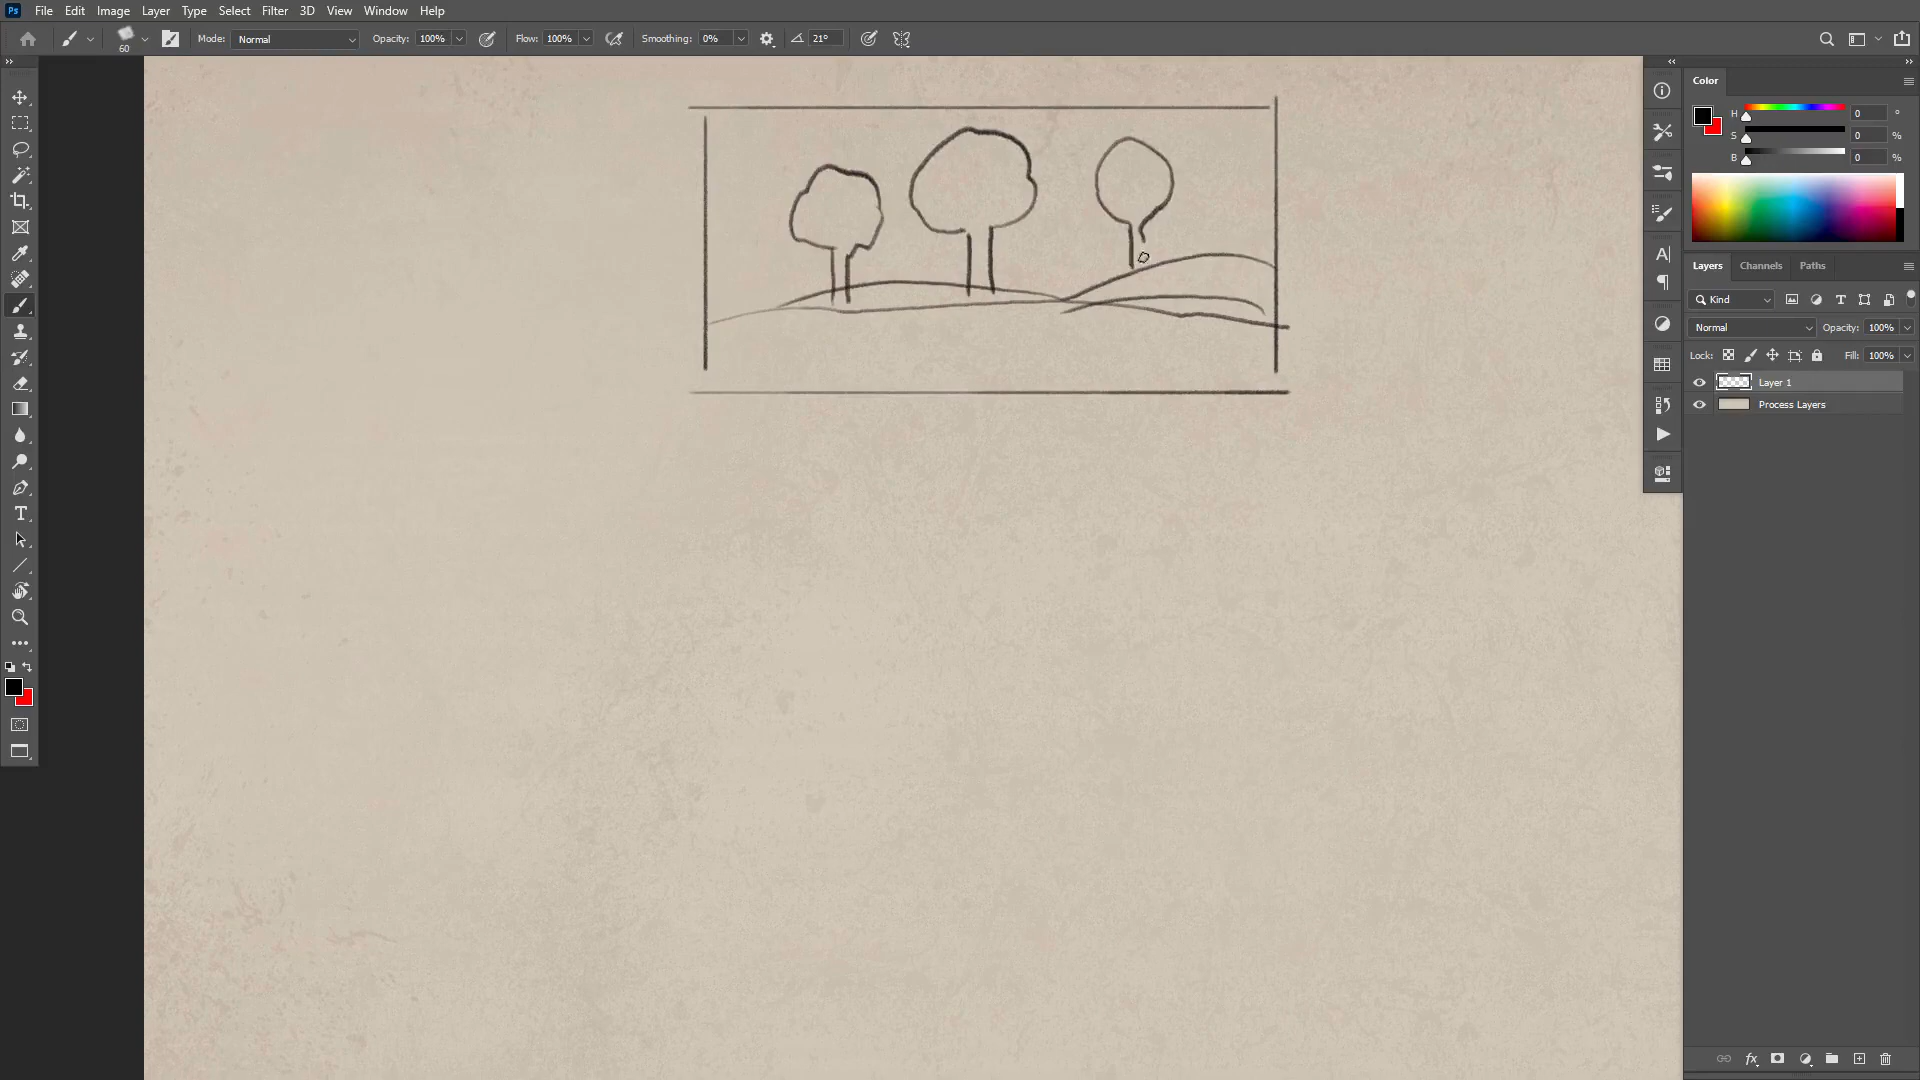 Ps File Edit Image Layer Type Select Filter 3D View Window Help
60 Mode: Normal Opacity: 100% Flow: 100% Smoothing: 0% 21°
Color
H 0 °
S 0 %
B 0 %
Layers Channels Paths
Kind
Normal Opacity: 100%
Lock: Fill: 100%
Layer 1
Process Layers
fx